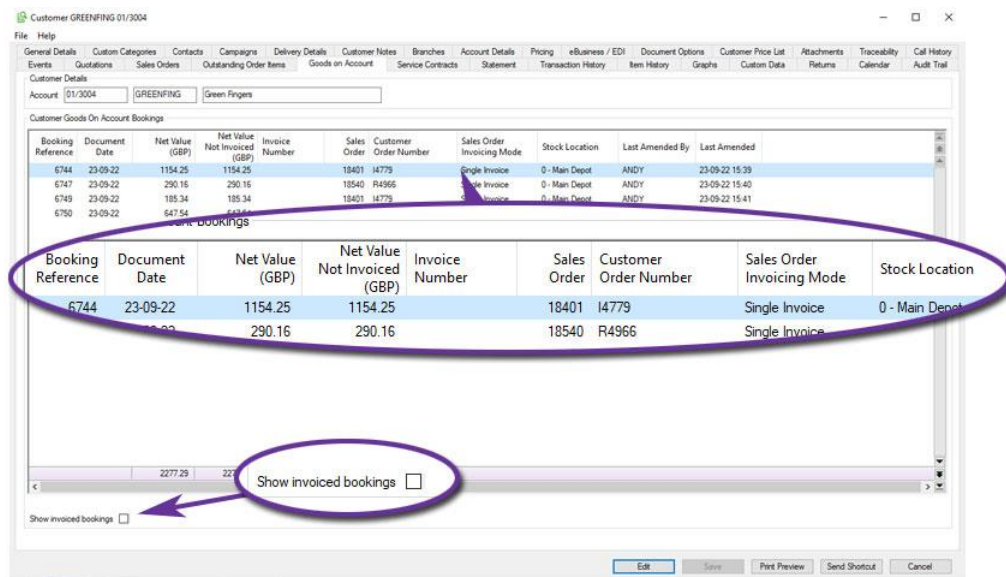 Customer GREENFING 01/3004
File Help
General Details Custom Categories Contacts Campaigns Delivery Details Customer Notes Branches Account Details Pricing eBusiness / EDI Document Options Customer Price List Attachments Traceability Call History
Events Quotations Sales Orders Outstanding Order Items Goods on Account Service Contracts Statement Transaction History Item History Graphs Custom Data Returns Calendar Audit Trail
Customer Details
Account 01/3004 GREENFING Green Fingers
Customer Goods On Account Bookings
Booking Reference Document Date Net Value (GBP) Net Value Not Invoiced (GBP) Invoice Number Sales Order Customer Order Number Sales Order Invoicing Mode Stock Location Last Amended By Last Amended
6744 23-09-22 1154.25 1154.25 18401 I4779 Single Invoice 0 - Main Depot ANDY 23-09-22 15:39
6747 23-09-22 290.16 290.16 18540 R4966 Single Invoice 0 - Main Depot ANDY 23-09-22 15:40
6749 23-09-22 185.34 185.34 18401 I4779 Invoice 0 - Main Depot ANDY 23-09-22 15:41
6750 23-09-22 647.54 647.54
Bookings
Booking Reference Document Date Net Value (GBP) Net Value Not Invoiced (GBP) Invoice Number Sales Order Customer Order Number Sales Order Invoicing Mode Stock Location
6744 23-09-22 1154.25 1154.25 18401 I4779 Single Invoice 0 - Main Depot
290.16 290.16 18540 R4966 Single Invoice
2277.29 227
Show invoiced bookings
Show invoiced bookings
Edit Save Print Preview Send Shortcut Cancel